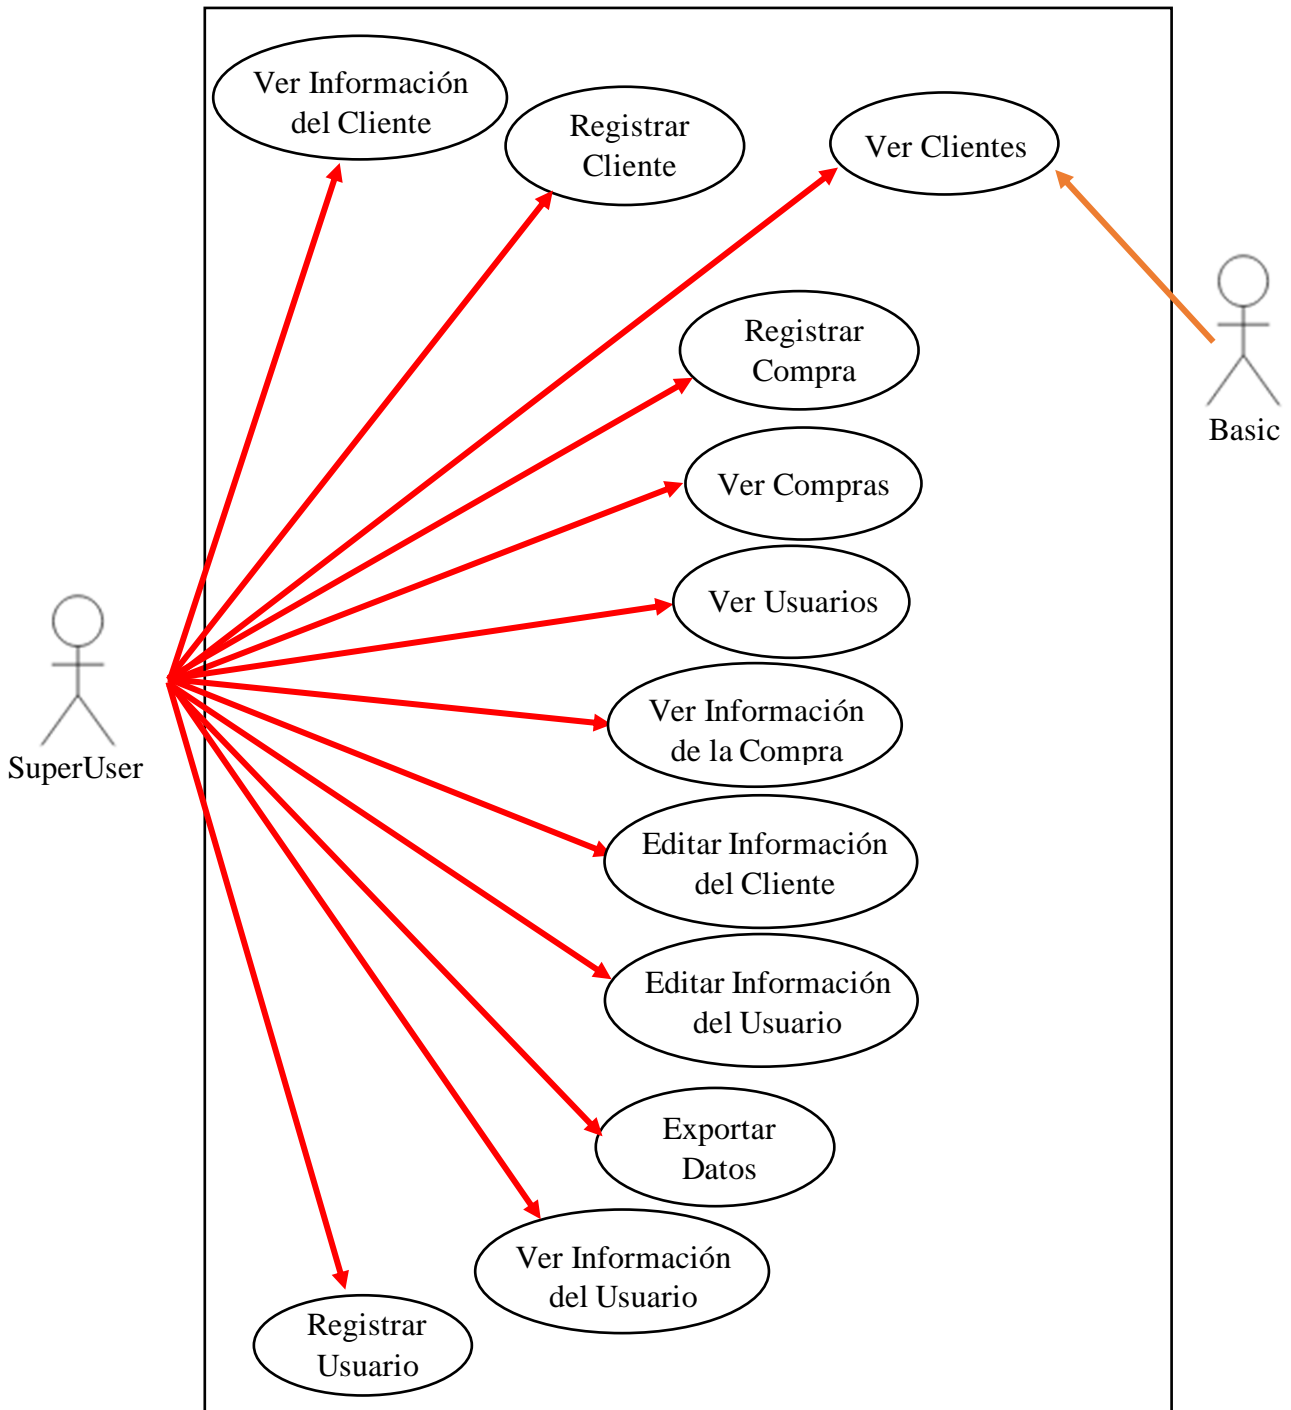 Ver Información
del Cliente
Registrar
Cliente
Ver Clientes
Registrar
Compra
Basic
Ver Compras
Ver Usuarios
Ver Información
de la Compra
SuperUser
Editar Información
del Cliente
Editar Información
del Usuario
Exportar
Datos
Ver Información
del Usuario
Registrar
Usuario